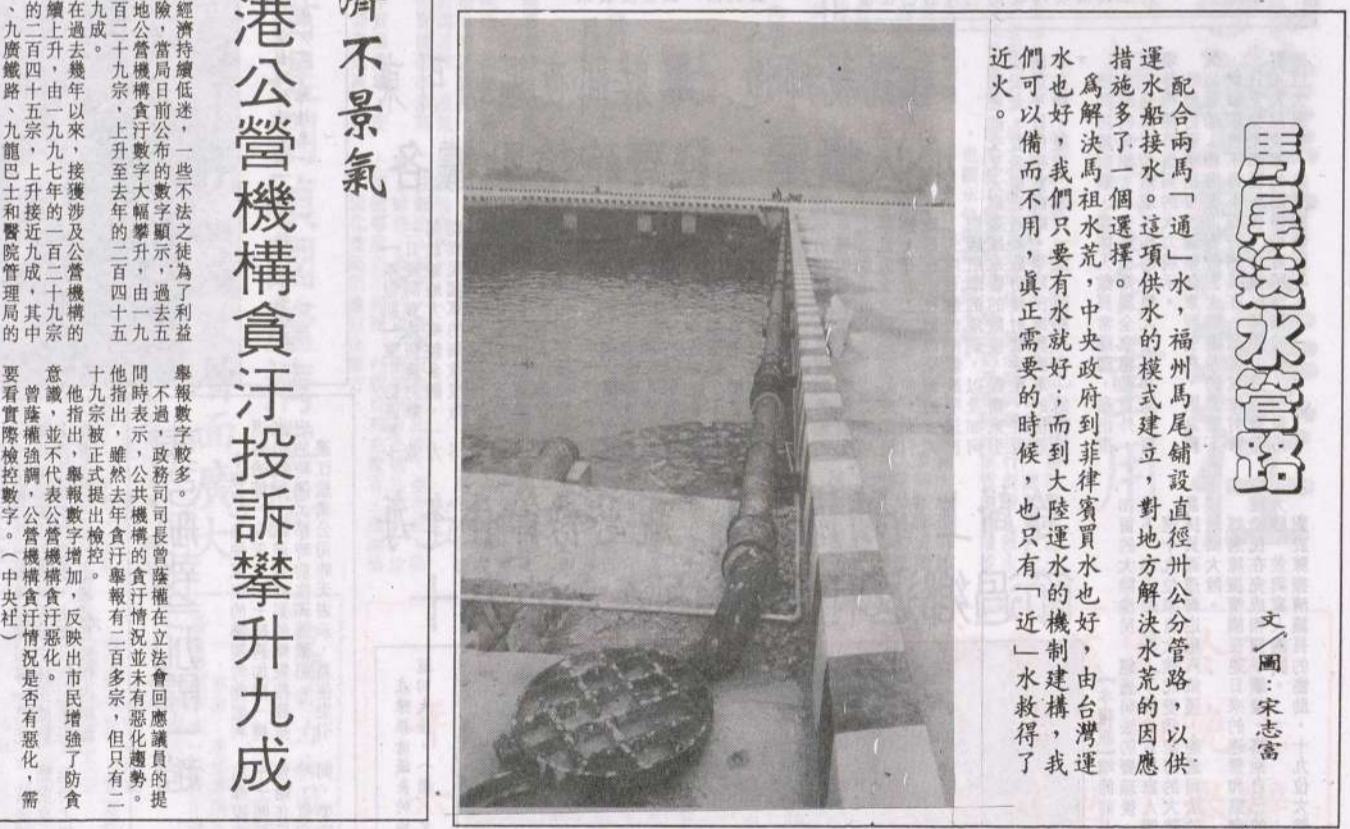 馬尾送水管路
文／圖：宋志富
配合兩馬「通」水，福州馬尾舖設直徑卅公分管路，以供
運水船接水。這項供水的模式建立，對地方解決水荒的因應
措施多了一個選擇。
爲解決馬祖水荒，中央政府到菲律賓買水也好，由台灣運
水也好，我們只要有水就好；而到大陸運水的機制建構，我
們可以備而不用，眞正需要的時候，也只有「近」水救得了
近火。
濟不景氣
港公營機構貪汙投訴攀升九成
經濟持續低迷，一些不法之徒為了利益
險，當局日前公布的數字顯示，過去五
地公營機構貪汙數字大幅攀升，由一九
百二十九宗，上升至去年的二百四十五
九成。
在過去幾年以來，接獲涉及公營機構的
續上升，由一九九七年的一百二十九宗
的二百四十五宗，上升接近九成，其中
、九廣鐵路、九龍巴士和醫院管理局的
舉報數字較多。
不過，政務司司長曾蔭權在立法會回應議員的提
問時表示，公共機構的貪汙情況並未有惡化趨勢。
他指出，雖然去年貪汙舉報有二百多宗，但只有二
十九宗被正式提出檢控。
他指出，舉報數字增加，反映出市民增強了防貪
意識，並不代表公營機構貪汙惡化。
曾蔭權強調，公營機構貪汙情況是否有惡化，需
要看實際檢控數字。（中央社）